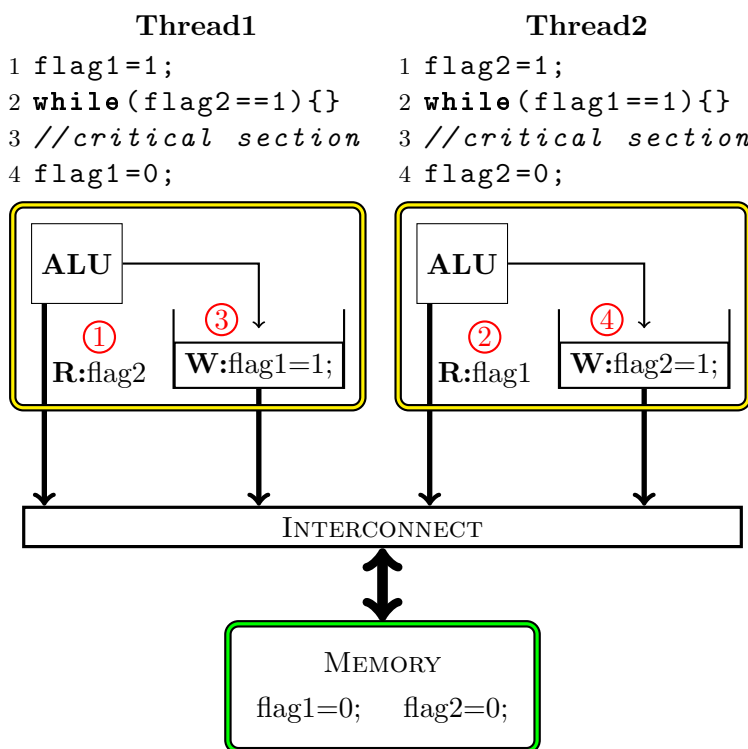 Thread1
1 flag1=1;
2 while(flag2==1){}
3 //critical section
4 flag1=0;
Thread2
1 flag2=1;
2 while(flag1==1){}
3 //critical section
4 flag2=0;
ALU
1
R:flag2
3
W:flag1=1;
ALU
2
R:flag1
4
W:flag2=1;
INTERCONNECT
MEMORY
flag1=0; flag2=0;